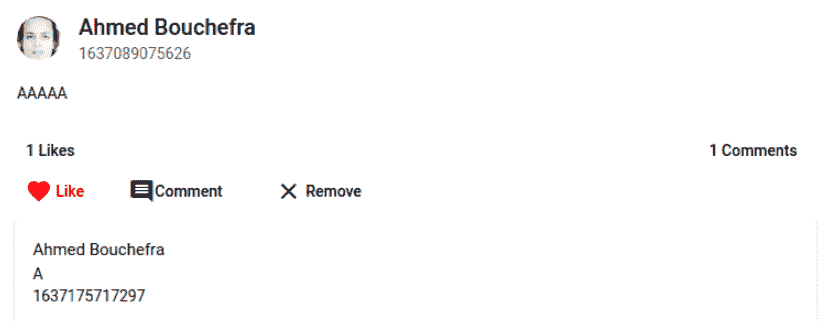 Ahmed Bouchefra
1637089075626
AAAAA
1 Likes 1 Comments
Like Comment Remove
Ahmed Bouchefra
A
1637175717297